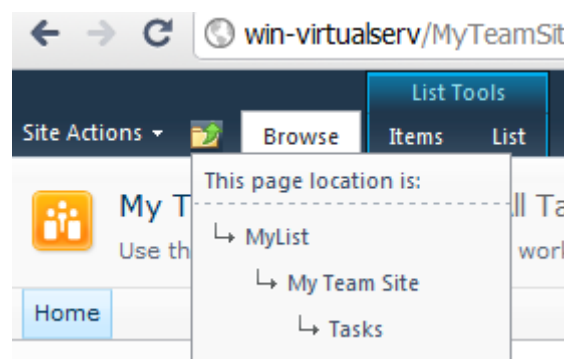 win-virtualserv/MyTeamSit
List Tools
Site Actions Browse Items List
This page location is:
My T ll Ta
MyList
Use th wor
My Team Site
Home
Tasks